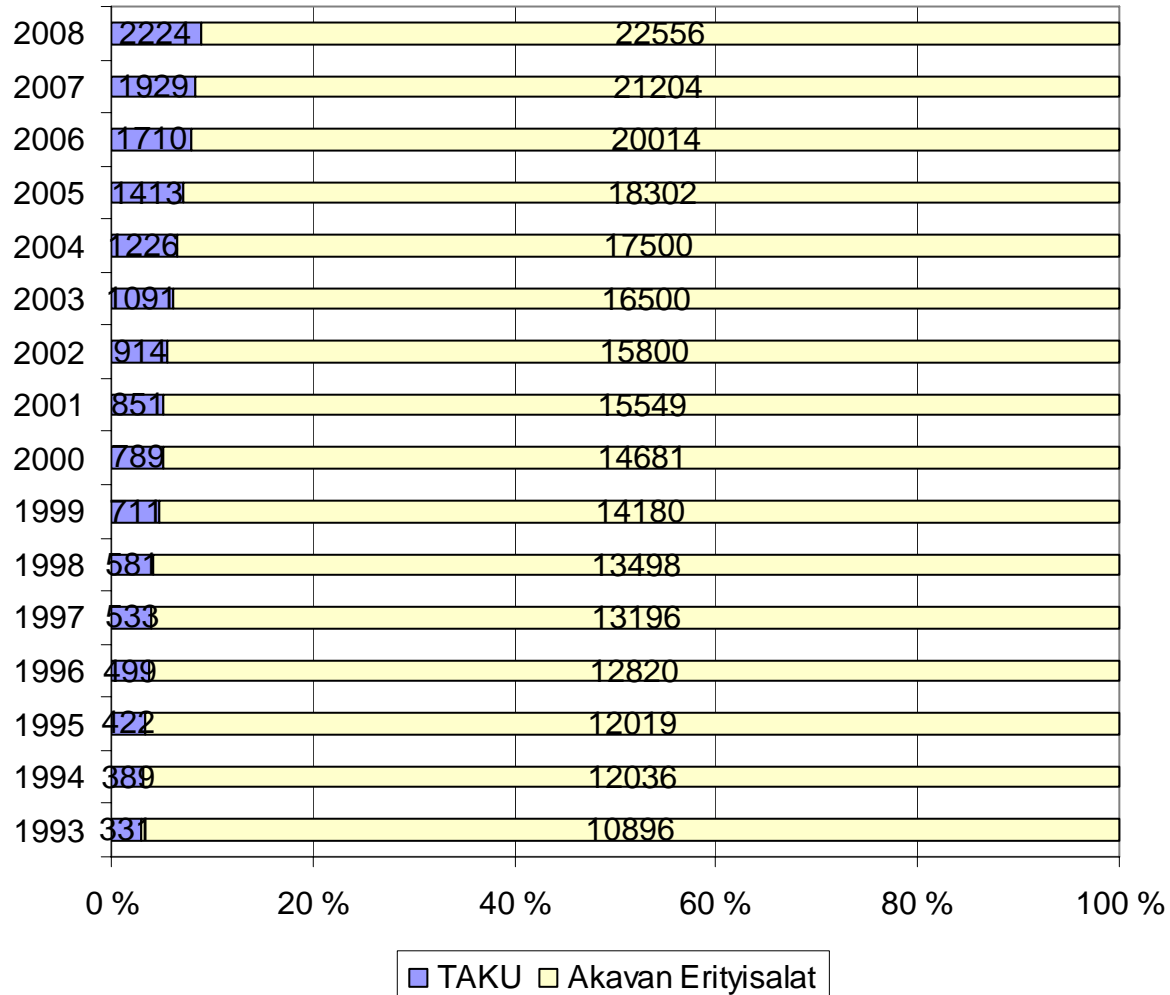 2008 2224 22556
2007 1929 21204
2006 1710 20014
2005 1413 18302
2004 1226 17500
2003 1091 16500
2002 914 15800
2001 851 15549
2000 789 14681
1999 711 14180
1998 581 13498
1997 533 13196
1996 499 12820
1995 422 12019
1994 389 12036
1993 331 10896
0 % 20 % 40 % 60 % 80 % 100 %
TAKU Akavan Erityisalat